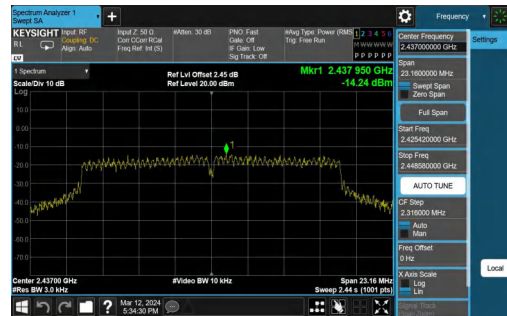 Spectrum Analyzer 1
Swept SA
Frequency
Settings
KEYSIGHT
R L
LV
Input: RF
Coupling: DC
Align: Auto
Input Z: 50 Ω
Corr CCorr RCal
Freq Ref: Int (S)
#Atten: 30 dB
PNO: Fast
Gate: Off
IF Gain: Low
Sig Track: Off
#Avg Type: Power (RMS)
Trig: Free Run
1 2 3 4 5 6
M W W W W W
P P P P P P
1 Spectrum
Scale/Div 10 dB
Ref Lvl Offset 2.45 dB
Ref Level 20.00 dBm
Mkr1 2.437 950 GHz
-14.24 dBm
Log
10.0
0.00
-10.0
-20.0
-30.0
-40.0
-50.0
-60.0
-70.0
1
Center 2.43700 GHz
#Res BW 3.0 kHz
#Video BW 10 kHz
Span 23.16 MHz
Sweep 2.44 s (1001 pts)
Mar 12, 2024
5:34:30 PM
Center Frequency
2.437000000 GHz
Span
23.1600000 MHz
Swept Span
Zero Span
Full Span
Start Freq
2.425420000 GHz
Stop Freq
2.448580000 GHz
AUTO TUNE
CF Step
2.316000 MHz
Auto
Man
Freq Offset
0 Hz
X Axis Scale
Log
Lin
Signal Track
Local